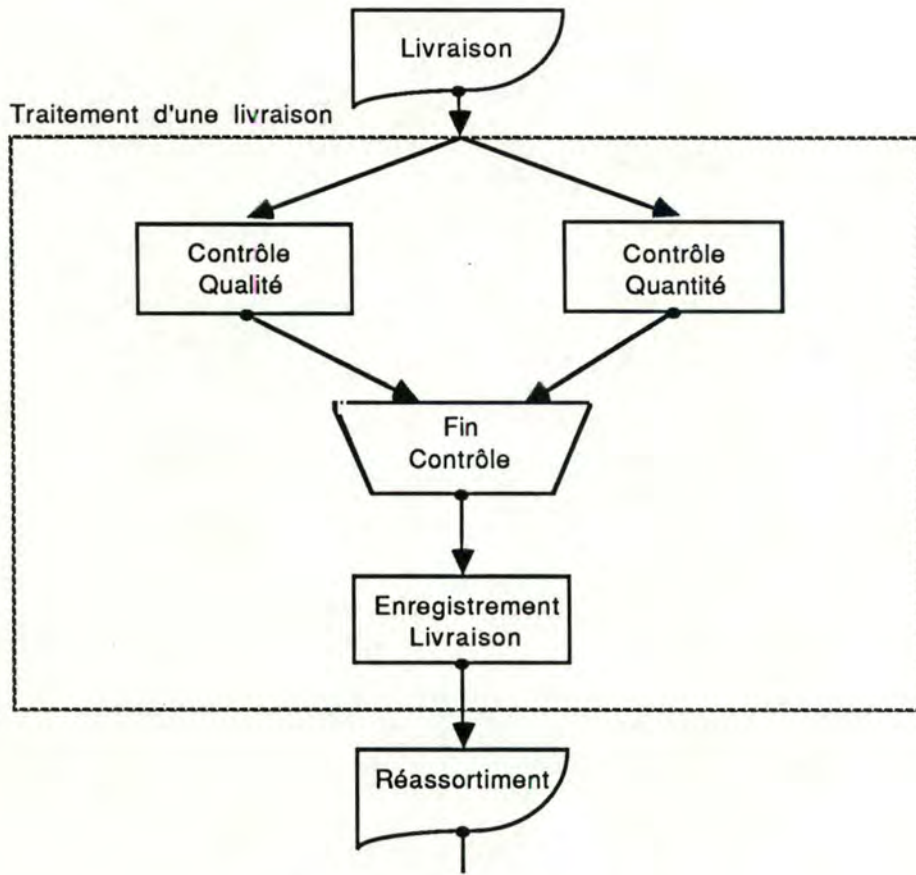 Livraison
Traitement d'une livraison
Contrôle
Qualité
Contrôle
Quantité
Fin
Contrôle
Enregistrement
Livraison
Réassortiment